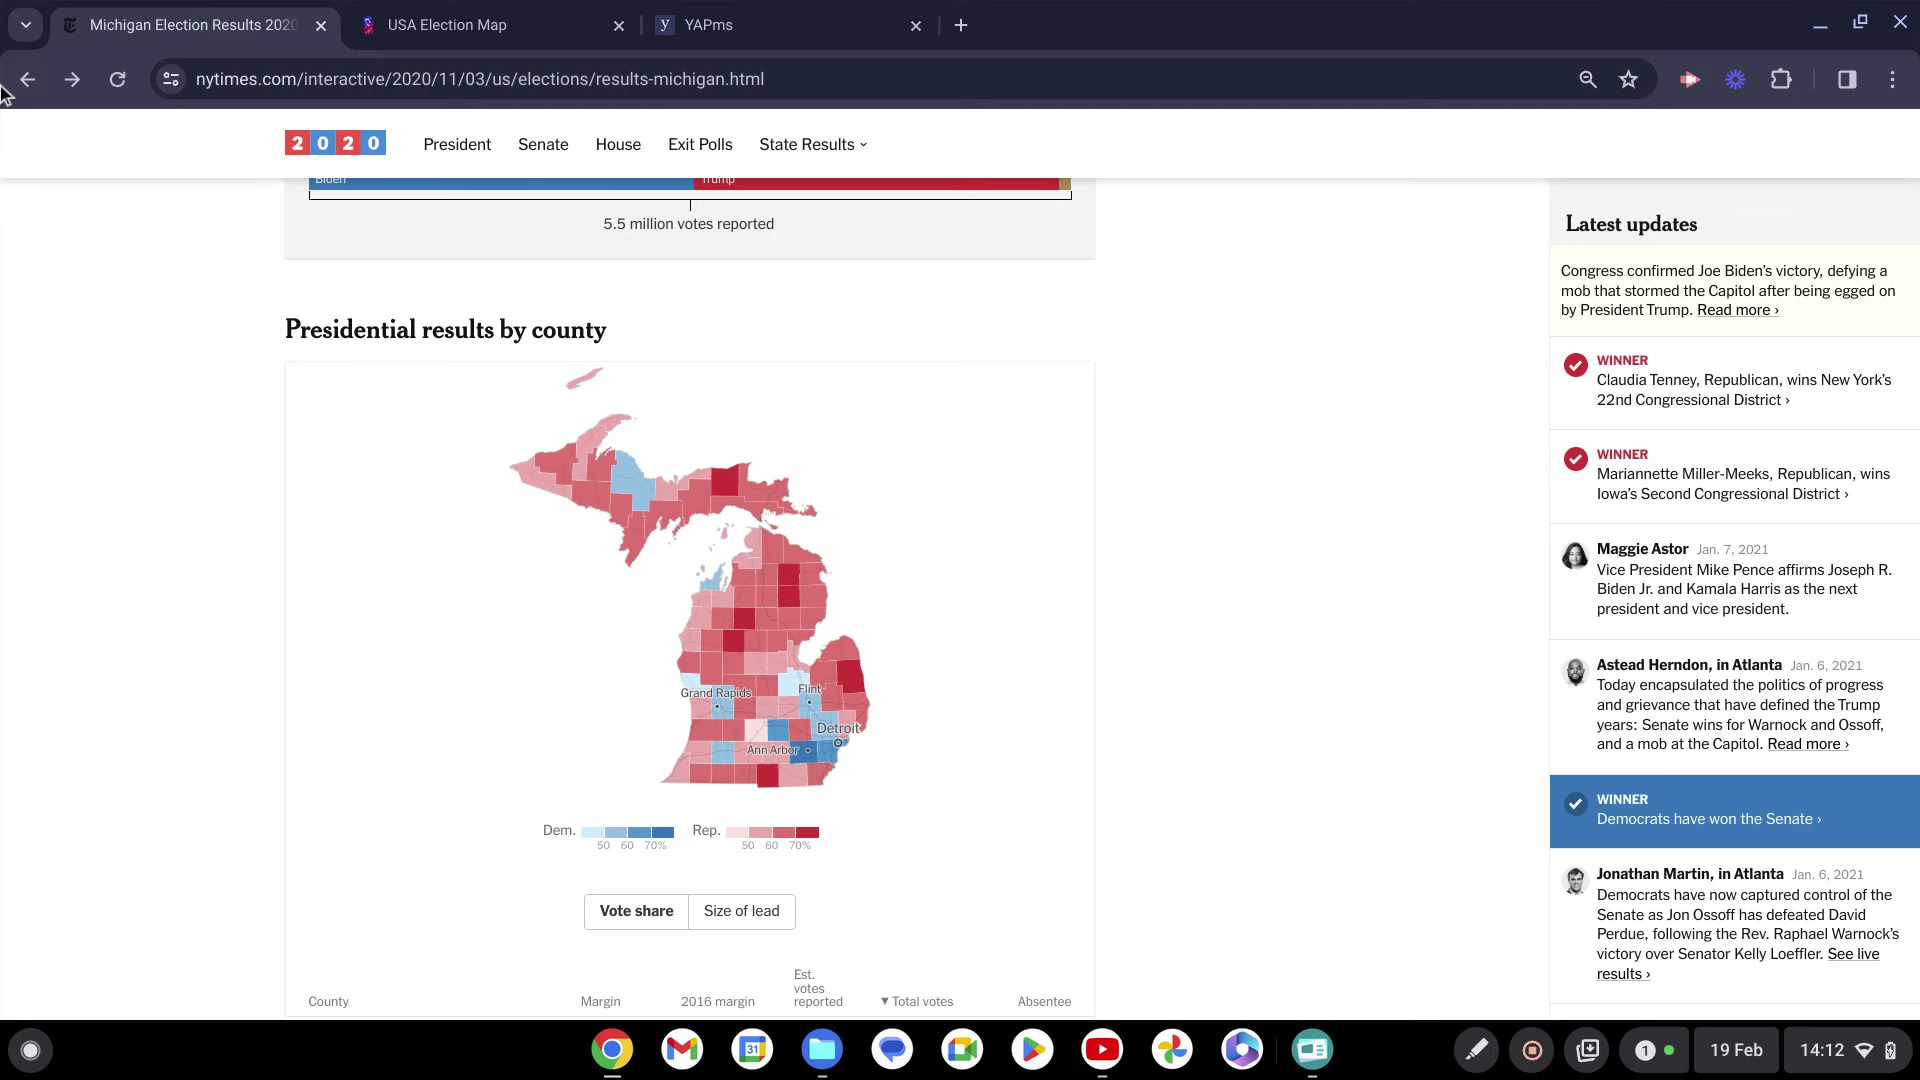 Michigan Election Results 2020
USA Election Map
YAPms
nytimes.com/interactive/2020/11/03/us/elections/results-michigan.html
2020
President
Senate
House
Exit Polls
State Results
Biden
Trump
5.5 million votes reported
Presidential results by county
Grand Rapids
Flint
Detroit
Ann Arbor
Dem.
50 60 70%
Rep.
50 60 70%
Vote share
Size of lead
County
Margin
2016 margin
Est.
votes
reported
▼ Total votes
Absentee
Latest updates
Congress confirmed Joe Biden’s victory, defying a
mob that stormed the Capitol after being egged on
by President Trump. Read more ›
WINNER
Claudia Tenney, Republican, wins New York’s
22nd Congressional District ›
WINNER
Mariannette Miller-Meeks, Republican, wins
Iowa’s Second Congressional District ›
Maggie Astor Jan. 7, 2021
Vice President Mike Pence affirms Joseph R.
Biden Jr. and Kamala Harris as the next
president and vice president.
Astead Herndon, in Atlanta Jan. 6, 2021
Today encapsulated the politics of progress
and grievance that have defined the Trump
years: Senate wins for Warnock and Ossoff,
and a mob at the Capitol. Read more ›
WINNER
Democrats have won the Senate ›
Jonathan Martin, in Atlanta Jan. 6, 2021
Democrats have now captured control of the
Senate as Jon Ossoff has defeated David
Perdue, following the Rev. Raphael Warnock’s
victory over Senator Kelly Loeffler. See live
results ›
31
1
19 Feb
14:12